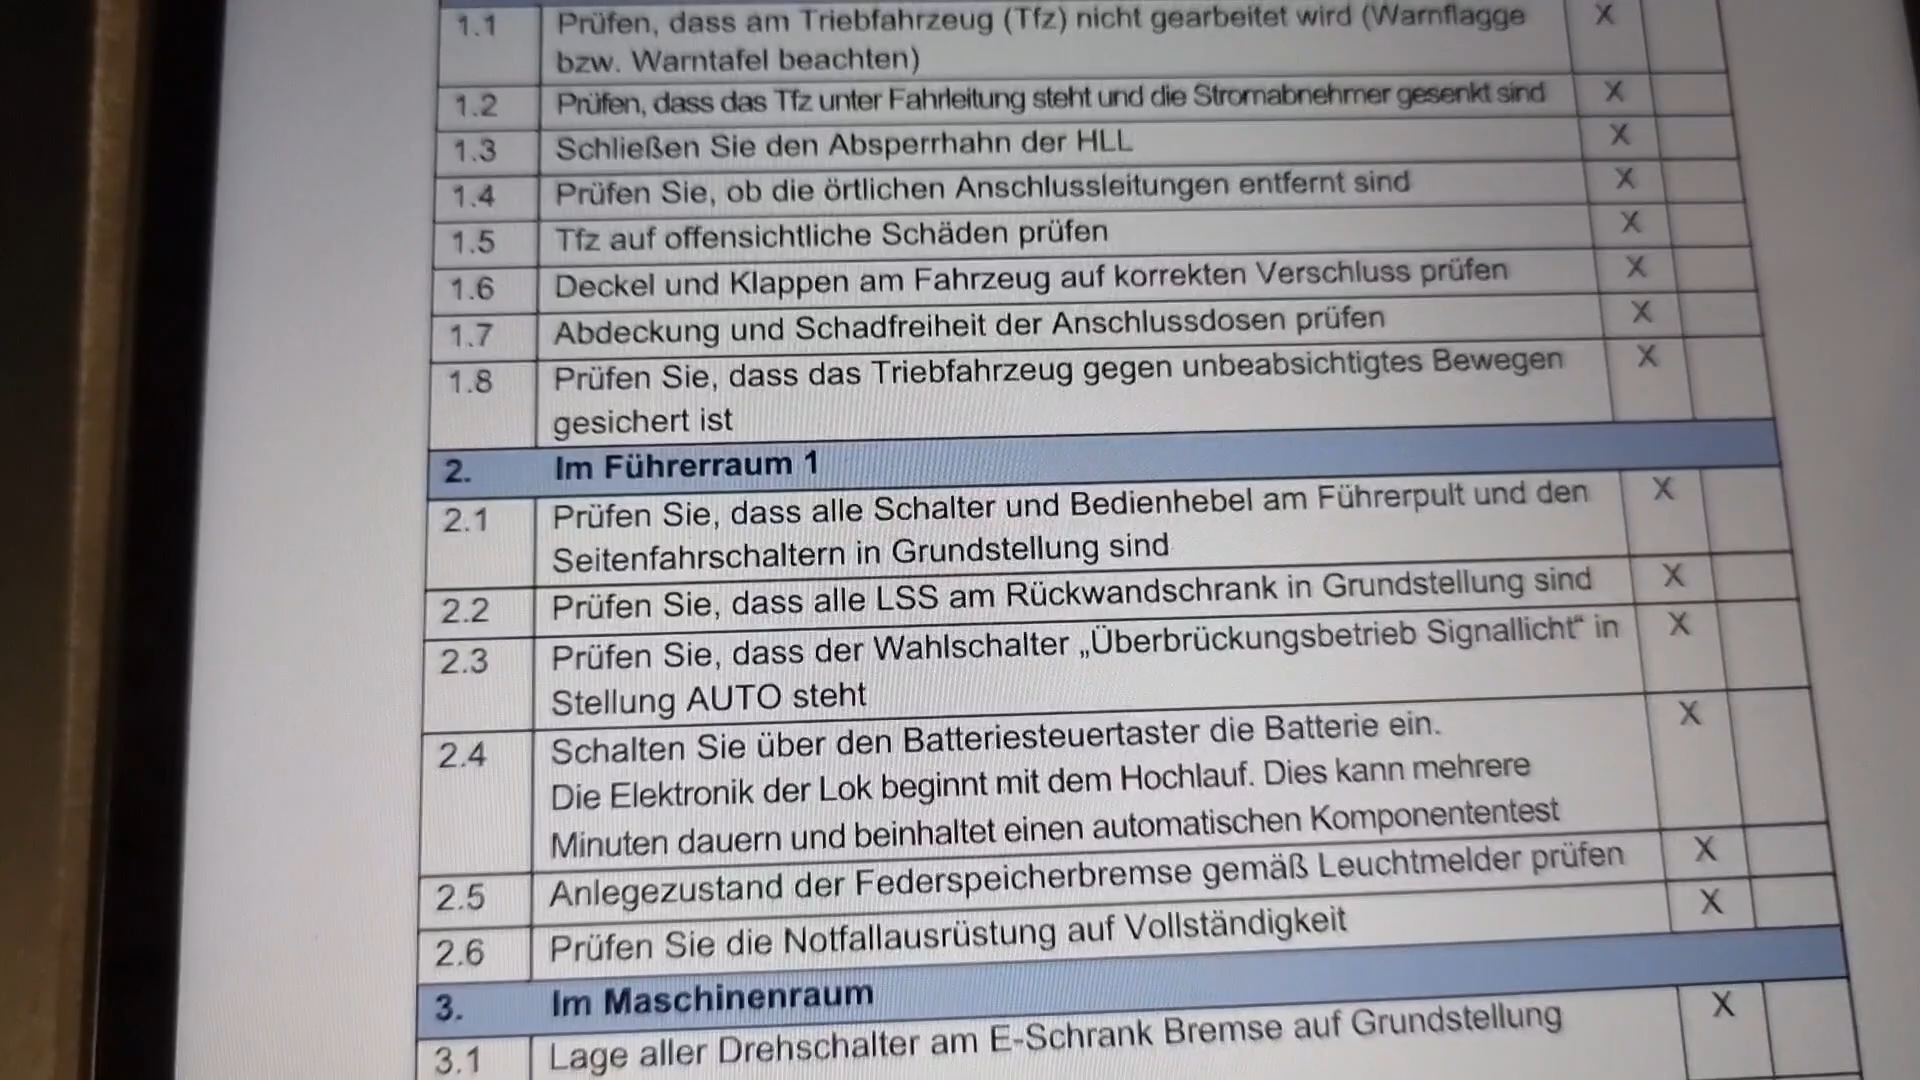 1.1 Prüfen, dass am Triebfahrzeug (Tfz) nicht gearbeitet wird (Warnflagge X
bzw. Warntafel beachten)
1.2 Prüfen, dass das Tfz unter Fahrleitung steht und die Stromabnehmer gesenkt sind X
1.3 Schließen Sie den Absperrhahn der HLL X
1.4 Prüfen Sie, ob die örtlichen Anschlussleitungen entfernt sind X
1.5 Tfz auf offensichtliche Schäden prüfen X
1.6 Deckel und Klappen am Fahrzeug auf korrekten Verschluss prüfen X
1.7 Abdeckung und Schadfreiheit der Anschlussdosen prüfen X
1.8 Prüfen Sie, dass das Triebfahrzeug gegen unbeabsichtigtes Bewegen X
gesichert ist
2. Im Führerraum 1
2.1 Prüfen Sie, dass alle Schalter und Bedienhebel am Führerpult und den X
Seitenfahrschaltern in Grundstellung sind
2.2 Prüfen Sie, dass alle LSS am Rückwandschrank in Grundstellung sind X
2.3 Prüfen Sie, dass der Wahlschalter „Überbrückungsbetrieb Signallicht“ in X
Stellung AUTO steht
2.4 Schalten Sie über den Batteriesteuertaster die Batterie ein. X
Die Elektronik der Lok beginnt mit dem Hochlauf. Dies kann mehrere
Minuten dauern und beinhaltet einen automatischen Komponententest
2.5 Anlegezustand der Federspeicherbremse gemäß Leuchtmelder prüfen X
2.6 Prüfen Sie die Notfallausrüstung auf Vollständigkeit X
3. Im Maschinenraum
3.1 Lage aller Drehschalter am E-Schrank Bremse auf Grundstellung X